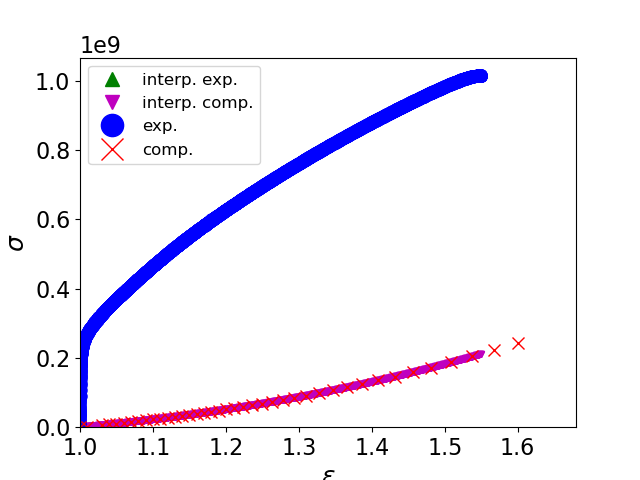 1e9
interp. exp.
interp. comp.
exp.
comp.
1.0
0.8
0.6
0.4
0.2
0.0
σ
1.0 1.1 1.2 1.3 1.4 1.5 1.6
ε